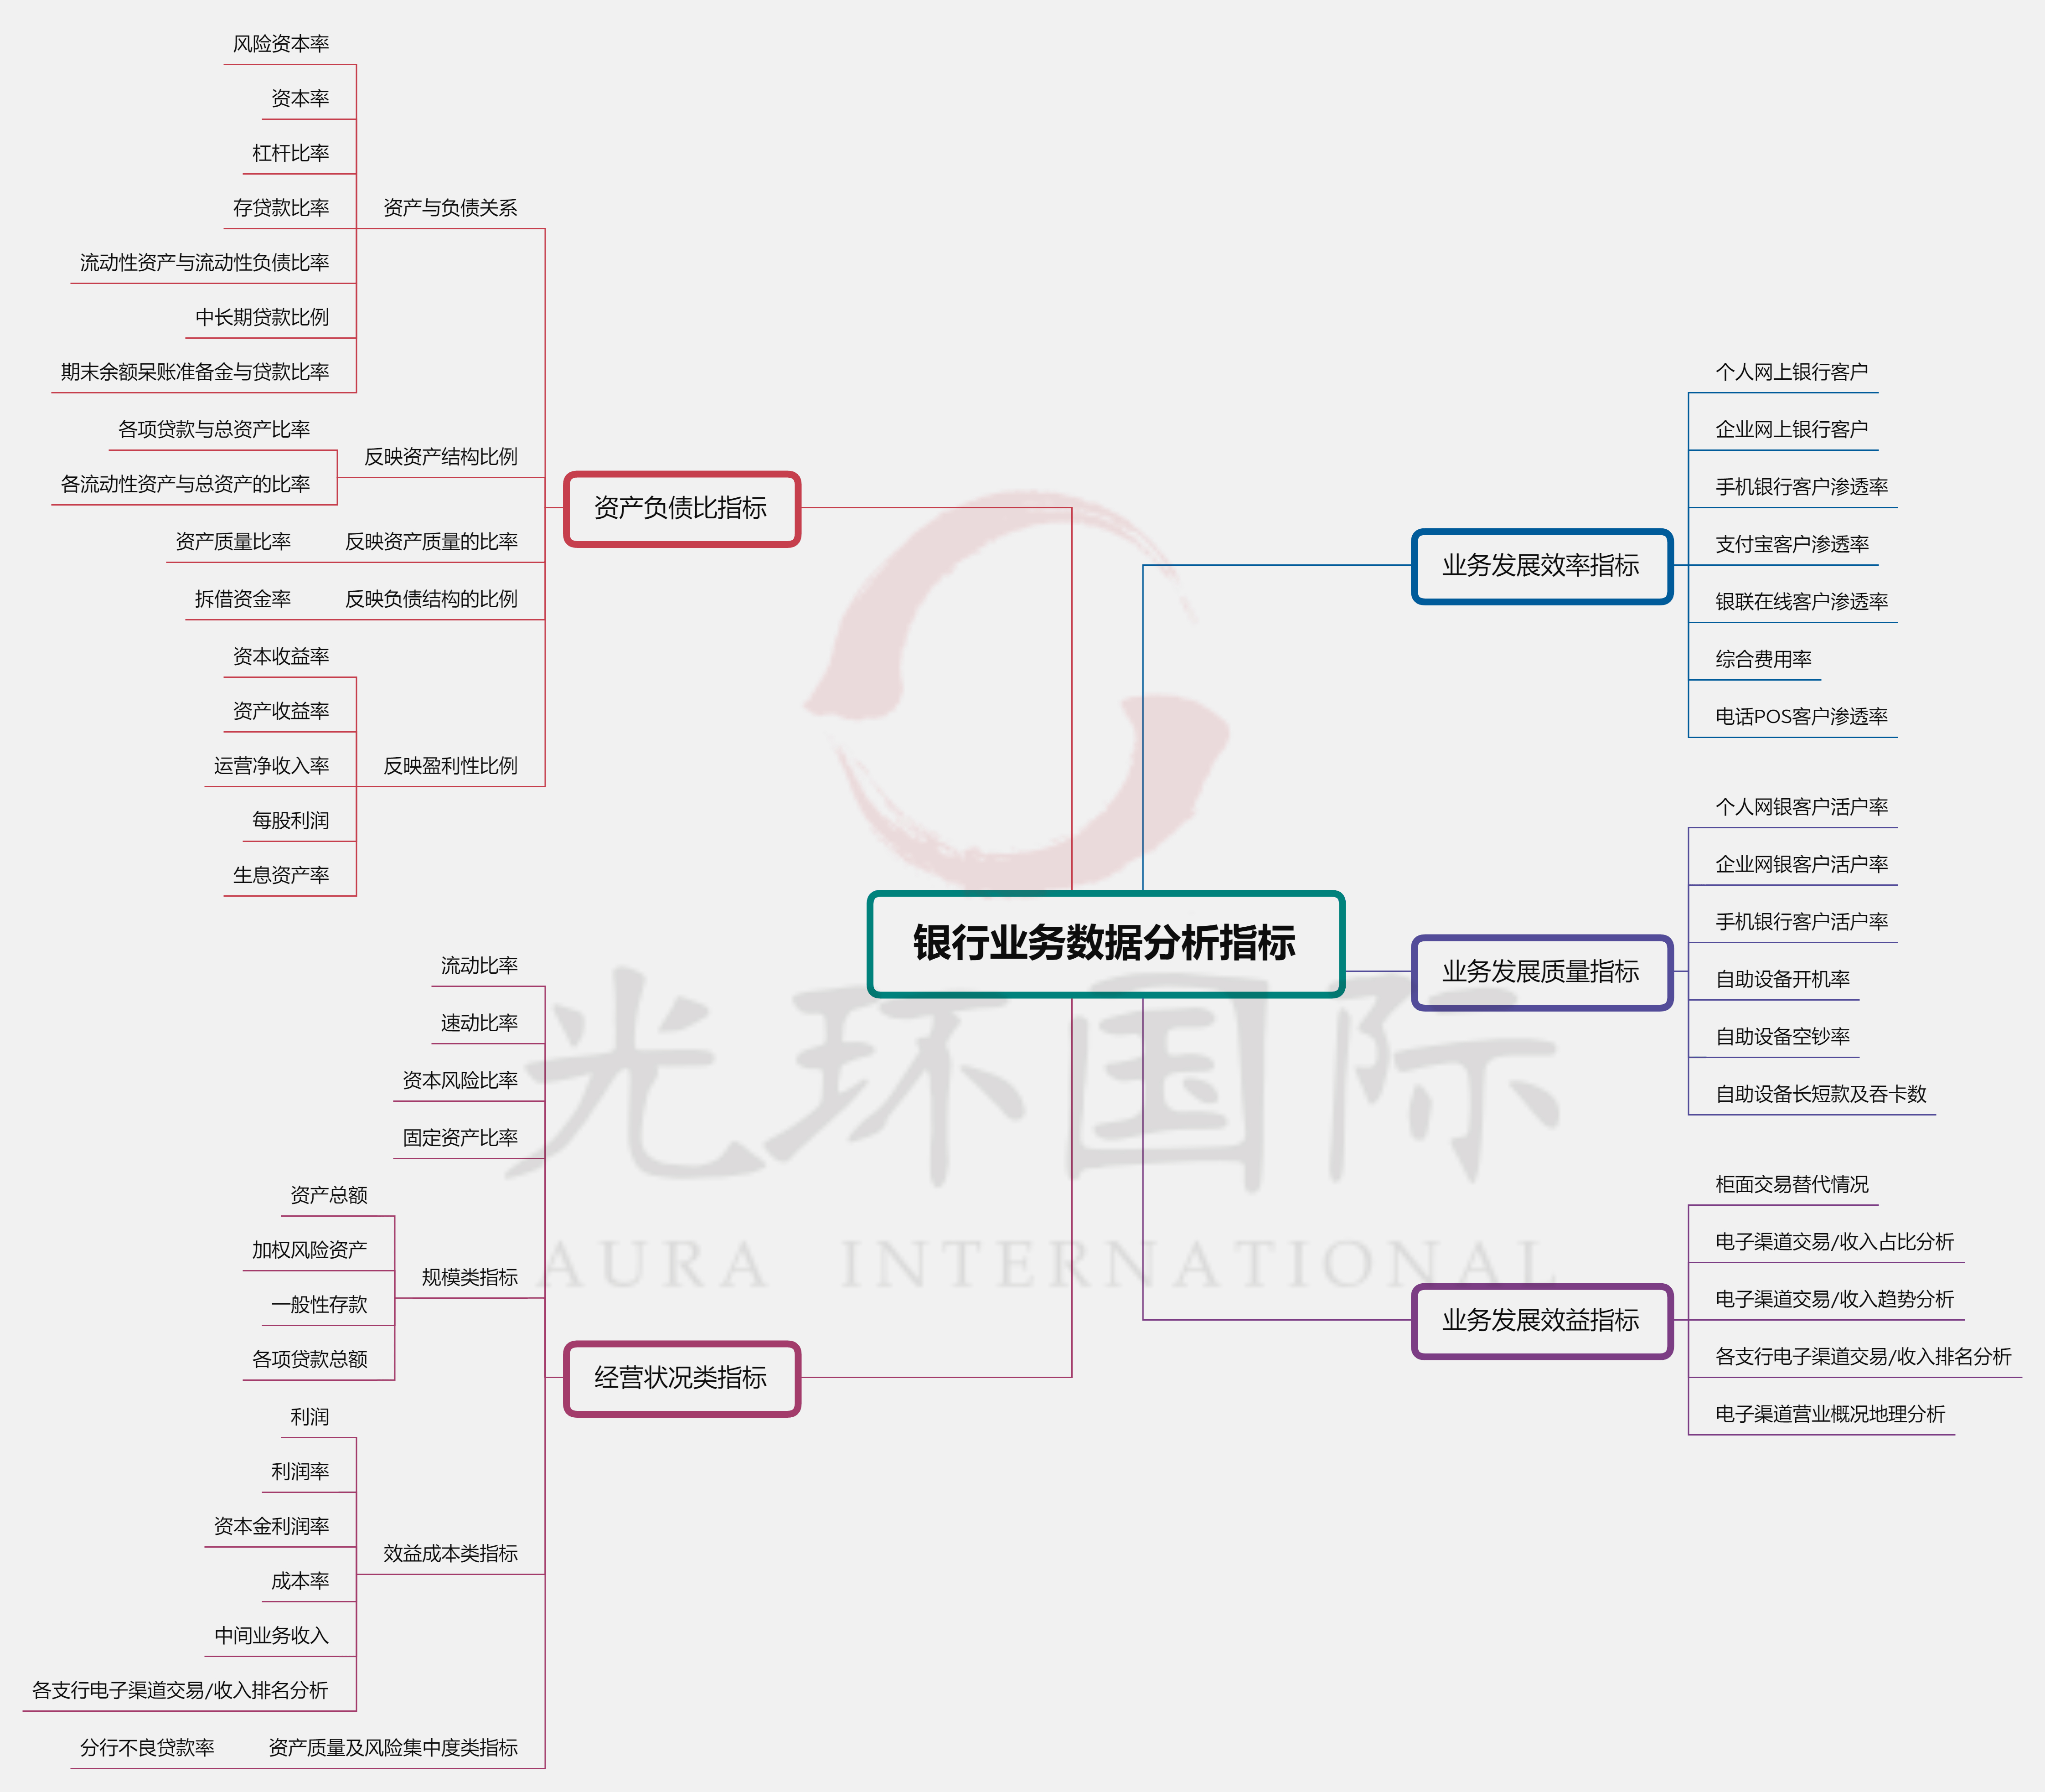 银行业务数据分析指标
资产负债比指标
资产与负债关系
风险资本率
资本率
杠杆比率
存贷款比率
流动性资产与流动性负债比率
中长期贷款比例
期末余额呆账准备金与贷款比率
反映资产结构比例
各项贷款与总资产比率
各流动性资产与总资产的比率
反映资产质量的比率
资产质量比率
反映负债结构的比例
拆借资金率
反映盈利性比例
资本收益率
资产收益率
运营净收入率
每股利润
生息资产率
经营状况类指标
流动比率
速动比率
资本风险比率
固定资产比率
规模类指标
资产总额
加权风险资产
一般性存款
各项贷款总额
效益成本类指标
利润
利润率
资本金利润率
成本率
中间业务收入
各支行电子渠道交易/收入排名分析
资产质量及风险集中度类指标
分行不良贷款率
业务发展效率指标
个人网上银行客户
企业网上银行客户
手机银行客户渗透率
支付宝客户渗透率
银联在线客户渗透率
综合费用率
电话POS客户渗透率
业务发展质量指标
个人网银客户活户率
企业网银客户活户率
手机银行客户活户率
自助设备开机率
自助设备空钞率
自助设备长短款及吞卡数
业务发展效益指标
柜面交易替代情况
电子渠道交易/收入占比分析
电子渠道交易/收入趋势分析
各支行电子渠道交易/收入排名分析
电子渠道营业概况地理分析
光环国际
AURA INTERNATIONAL